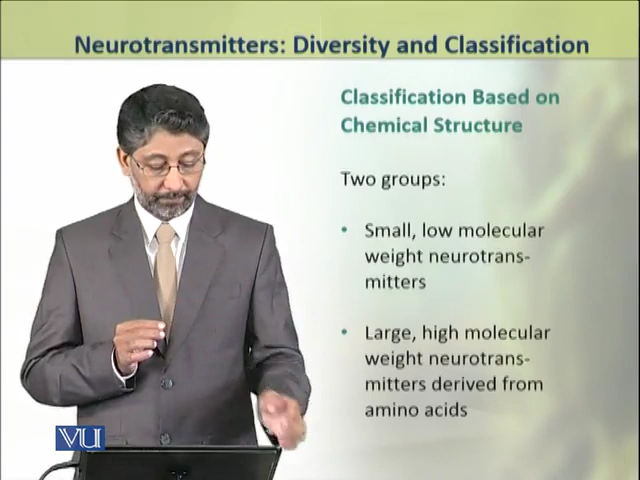 Neurotransmitters: Diversity and Classification
Classification Based on
Chemical Structure
Two groups:
• Small, low molecular
weight neurotrans-
mitters
• Large, high molecular
weight neurotrans-
mitters derived from
amino acids
VU